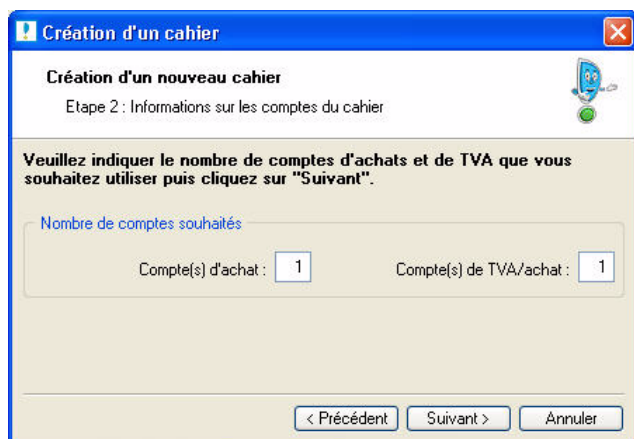 Création d'un cahier
Création d'un nouveau cahier
Etape 2 : Informations sur les comptes du cahier
Veuillez indiquer le nombre de comptes d'achats et de TVA que vous
souhaitez utiliser puis cliquez sur "Suivant".
Nombre de comptes souhaités
Compte(s) d'achat : 1 Compte(s) de TVA/achat : 1
< Précédent Suivant > Annuler